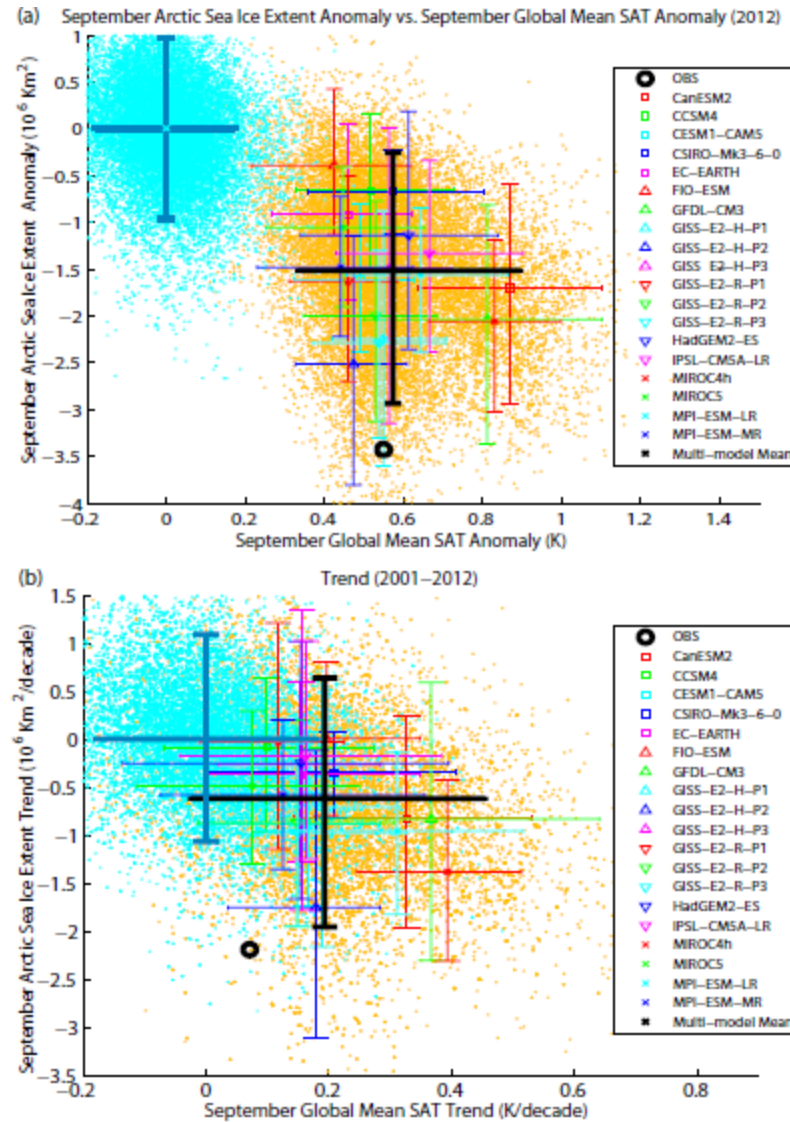 (a) September Arctic Sea Ice Extent Anomaly vs. September Global Mean SAT Anomaly (2012)
September Arctic Sea Ice Extent Anomaly (10⁶ Km²)
1
0.5
0
−0.5
−1
−1.5
−2
−2.5
−3
−3.5
−4
−0.2 0 0.2 0.4 0.6 0.8 1 1.2 1.4
September Global Mean SAT Anomaly (K)
OBS
CanESM2
CCSM4
CESM1−CAM5
CSIRO−Mk3−6−0
EC−EARTH
FIO−ESM
GFDL−CM3
GISS−E2−H−P1
GISS−E2−H−P2
GISS E2−H−P3
GISS−E2−R−P1
GISS−E2−R−P2
GISS−E2−R−P3
HadGEM2−ES
IPSL−CM5A−LR
MIROC4h
MIROC5
MPI−ESM−LR
MPI−ESM−MR
Multi−model Mean
(b) Trend (2001−2012)
September Arctic Sea Ice Extent Trend (10⁶ Km²/decade)
1.5
1
0.5
0
−0.5
−1
−1.5
−2
−2.5
−3
−3.5
−0.2 0 0.2 0.4 0.6 0.8
September Global Mean SAT Trend (K/decade)
OBS
CanESM2
CCSM4
CESM1−CAM5
CSIRO−Mk3−6−0
EC−EARTH
FIO−ESM
GFDL−CM3
GISS−E2−H−P1
GISS−E2−H−P2
GISS−E2−H−P3
GISS−E2−R−P1
GISS−E2−R−P2
GISS−E2−R−P3
HadGEM2−ES
IPSL−CM5A−LR
MIROC4h
MIROC5
MPI−ESM−LR
MPI−ESM−MR
Multi−model Mean